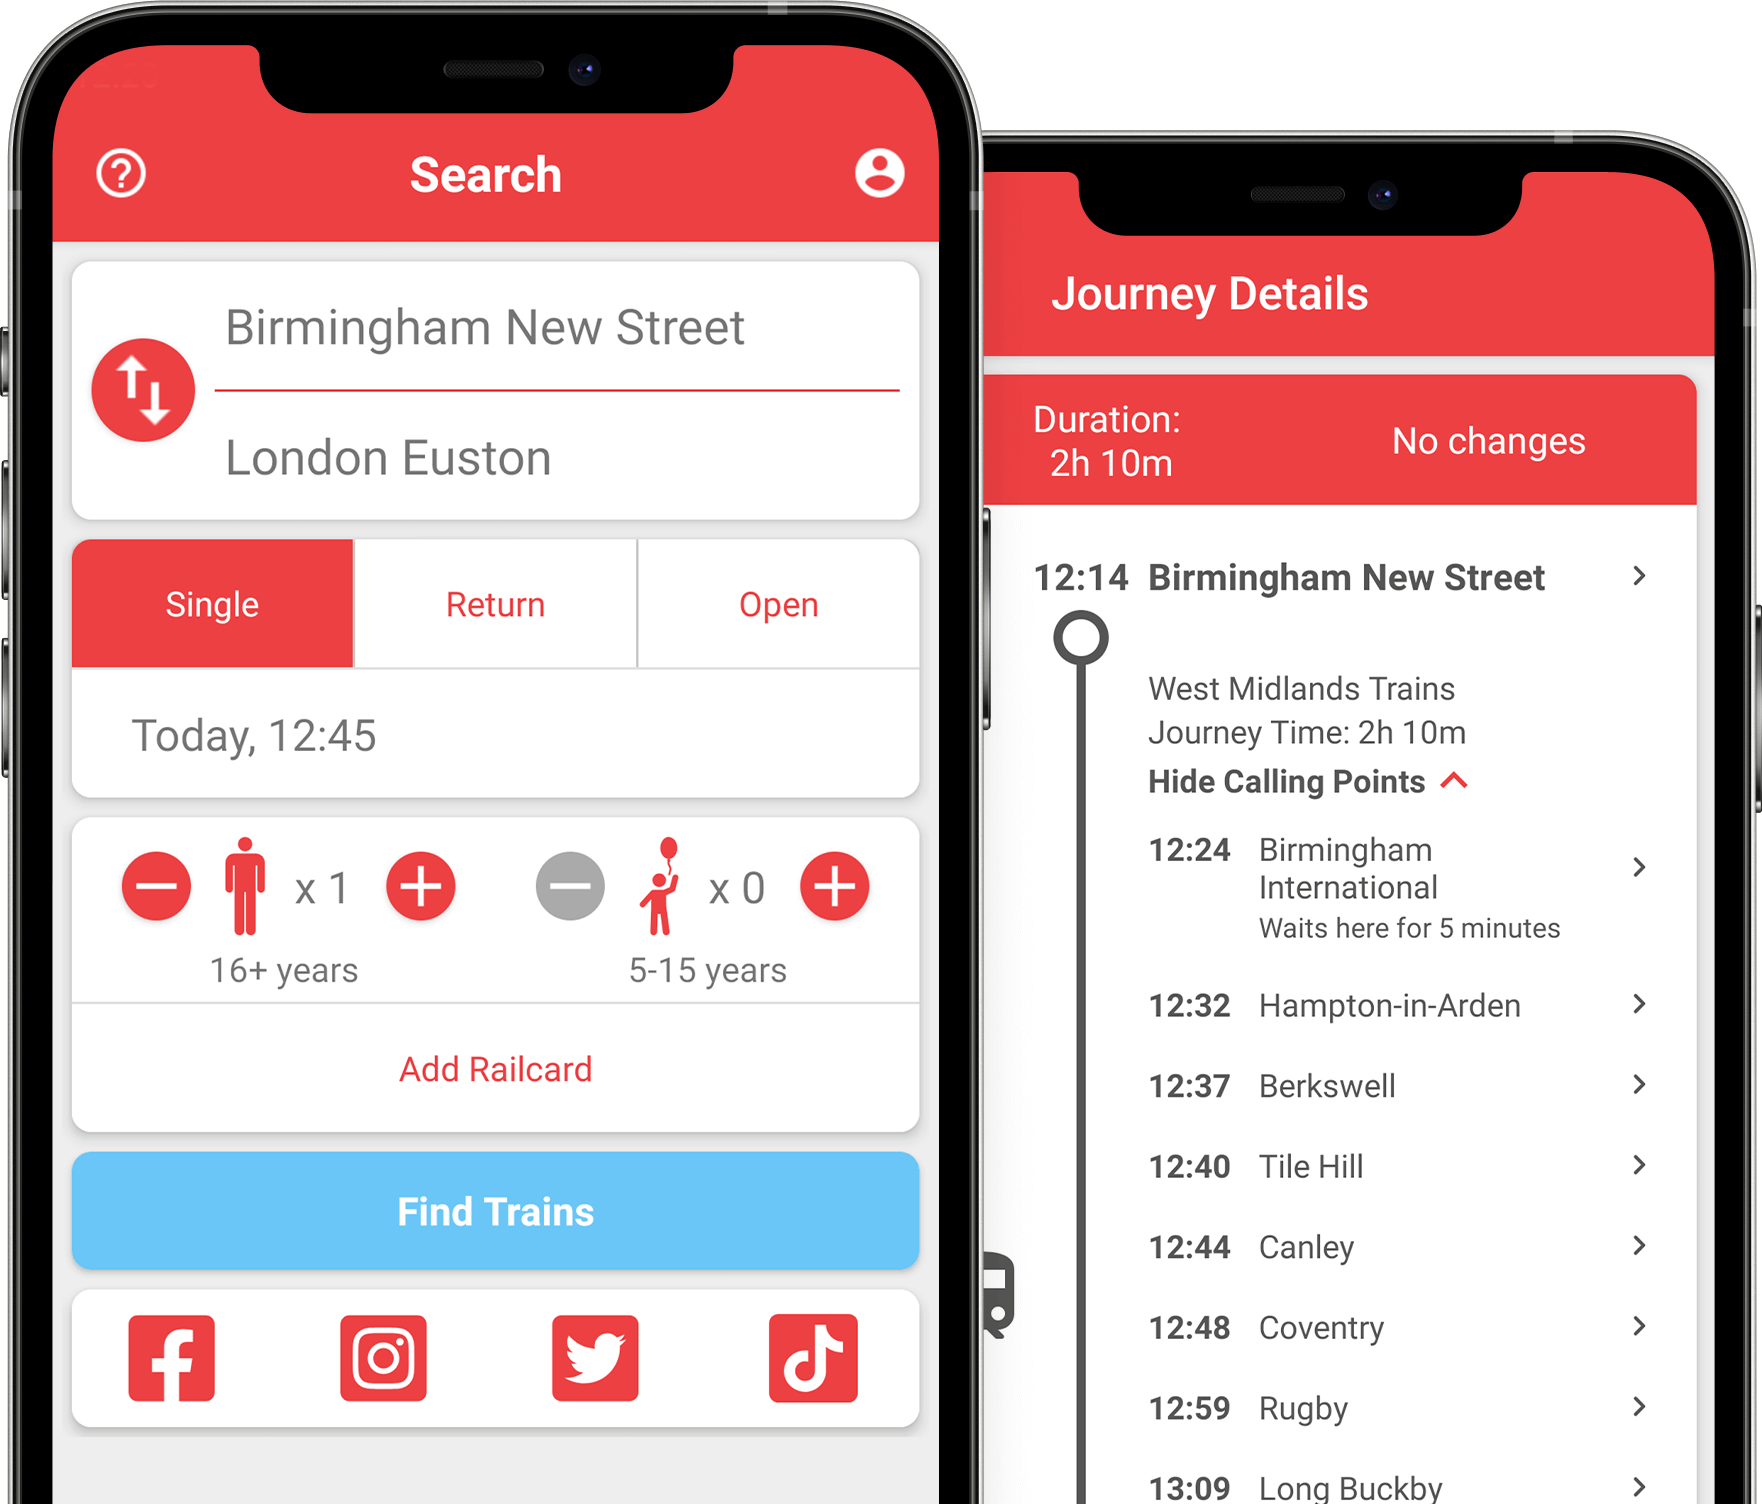 Search
Birmingham New Street
London Euston
Single
Return
Open
Today, 12:45
x 1
x 0
16+ years
5-15 years
Add Railcard
Find Trains
Journey Details
Duration:
2h 10m
No changes
12:14 Birmingham New Street
West Midlands Trains
Journey Time: 2h 10m
Hide Calling Points
12:24 Birmingham
International
Waits here for 5 minutes
12:32 Hampton-in-Arden
12:37 Berkswell
12:40 Tile Hill
12:44 Canley
12:48 Coventry
12:59 Rugby
13:09 Long Buckby